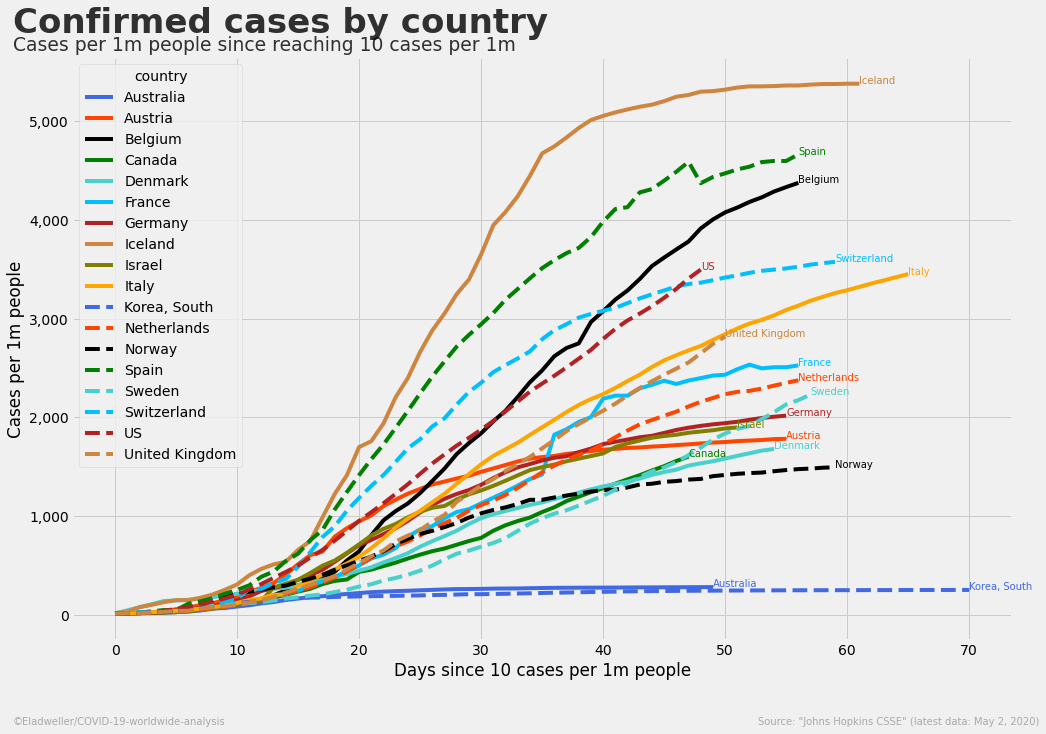 Confirmed cases by country
Cases per 1m people since reaching 10 cases per 1m
country
Australia
Austria
Belgium
Canada
Denmark
France
Germany
Iceland
Israel
Italy
Korea, South
Netherlands
Norway
Spain
Sweden
Switzerland
US
United Kingdom
Cases per 1m people
5,000
4,000
3,000
2,000
1,000
0
Iceland
Spain
Belgium
Switzerland
US
Italy
United Kingdom
France
Netherlands
Sweden
Germany
Israel
Austria
Denmark
Canada
Norway
Australia
Korea, South
0 10 20 30 40 50 60 70
Days since 10 cases per 1m people
©Eladweller/COVID-19-worldwide-analysis
Source: "Johns Hopkins CSSE" (latest data: May 2, 2020)